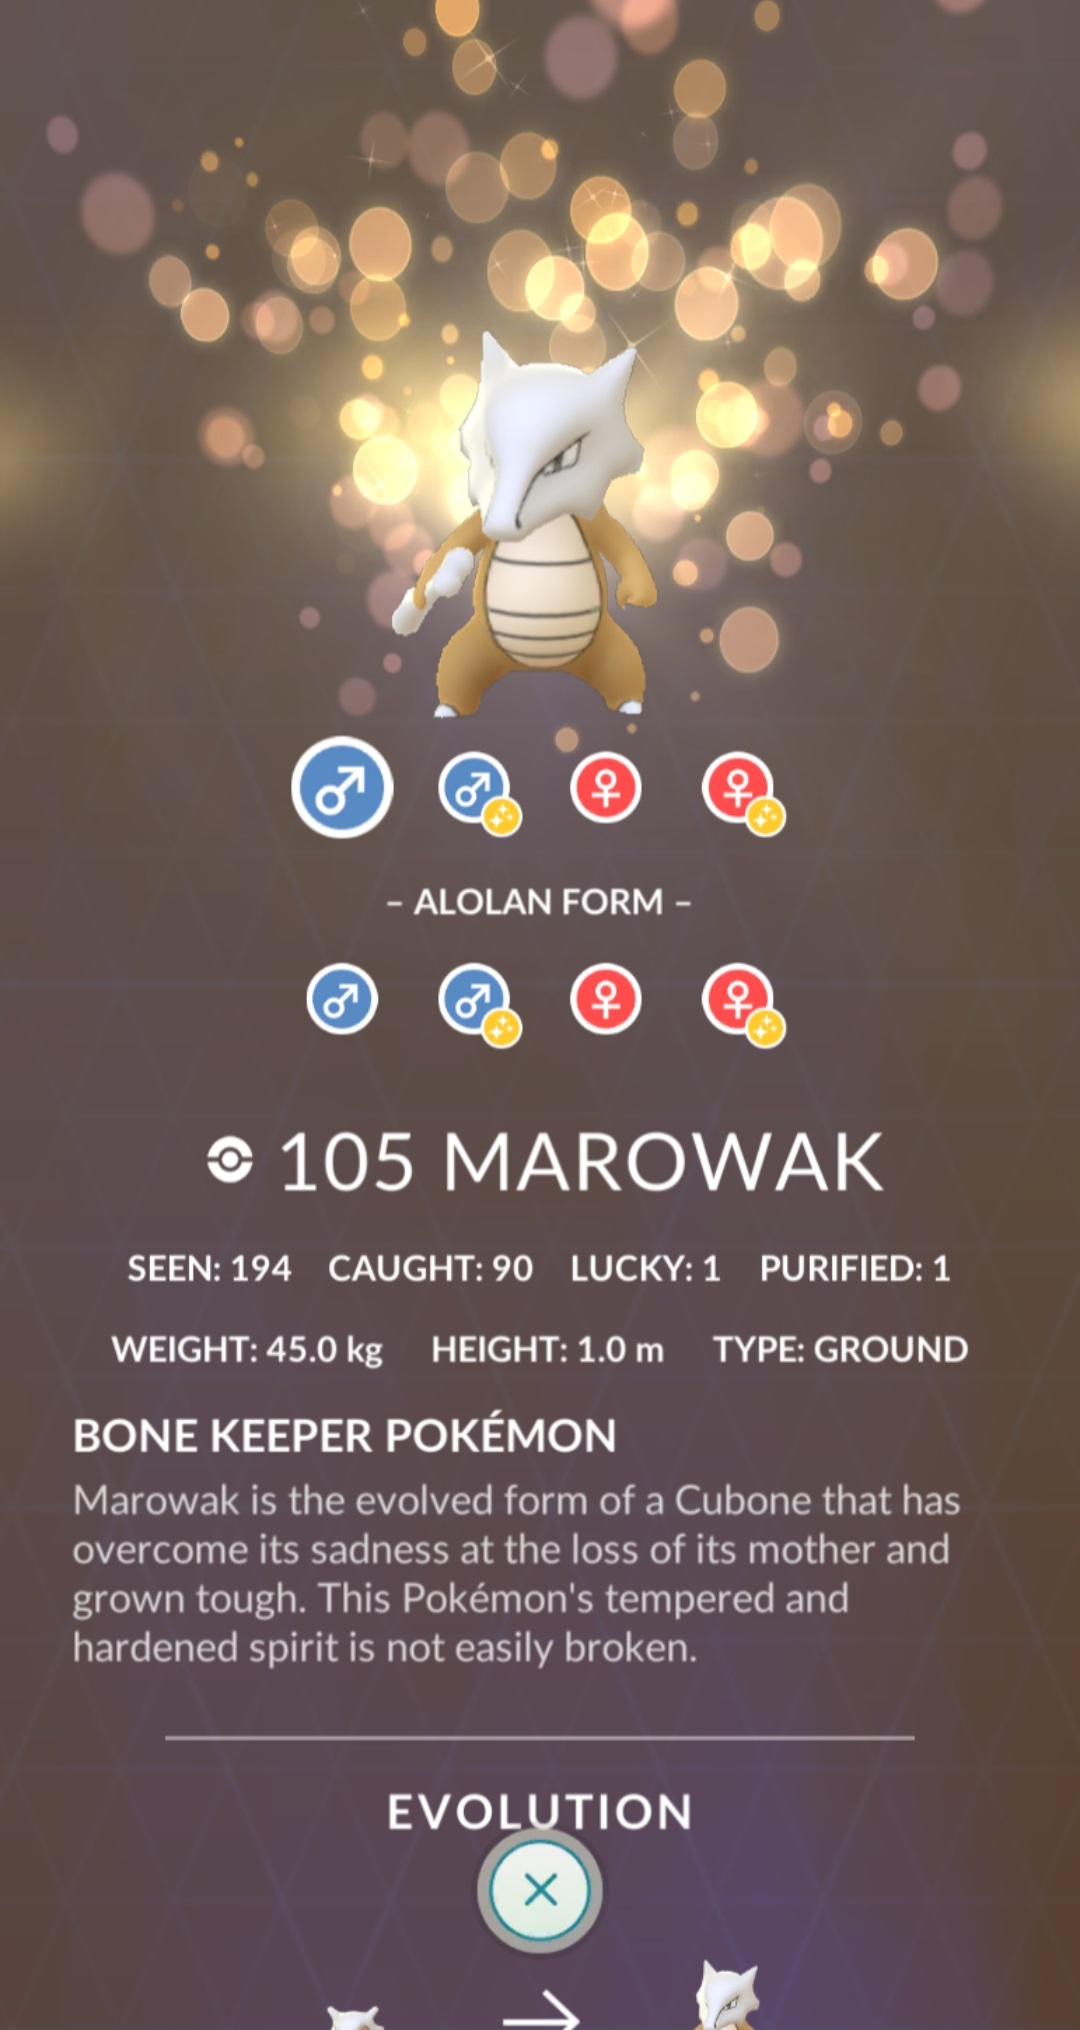 – ALOLAN FORM –
105 MAROWAK
SEEN: 194 CAUGHT: 90 LUCKY: 1 PURIFIED: 1
WEIGHT: 45.0 kg HEIGHT: 1.0 m TYPE: GROUND
BONE KEEPER POKÉMON
Marowak is the evolved form of a Cubone that has
overcome its sadness at the loss of its mother and
grown tough. This Pokémon's tempered and
hardened spirit is not easily broken.
EVOLUTION